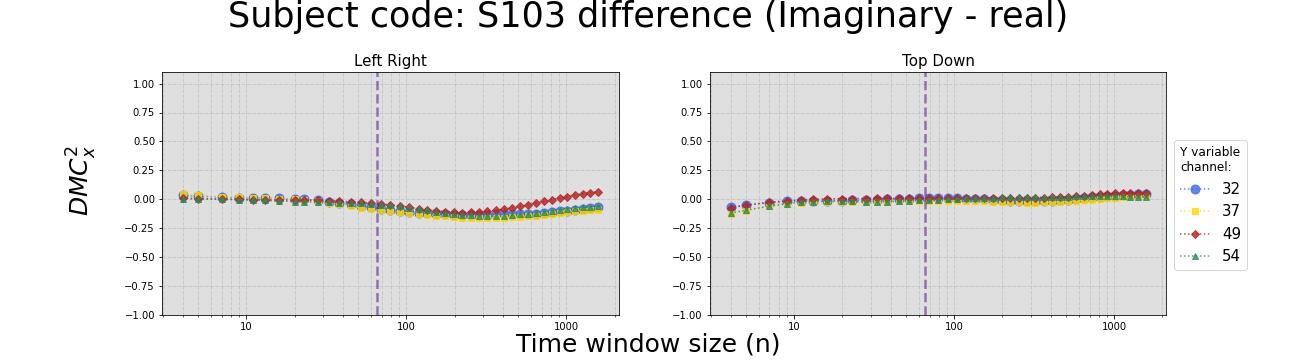 Subject code: S103 difference (Imaginary - real)
Left Right
Top Down
1.00
0.75
0.50
0.25
0.00
−0.25
−0.50
−0.75
−1.00
1.00
0.75
0.50
0.25
0.00
−0.25
−0.50
−0.75
−1.00
DMC²ₓ
10 100 1000
10 100 1000
Time window size (n)
Y variable
channel:
32
37
49
54